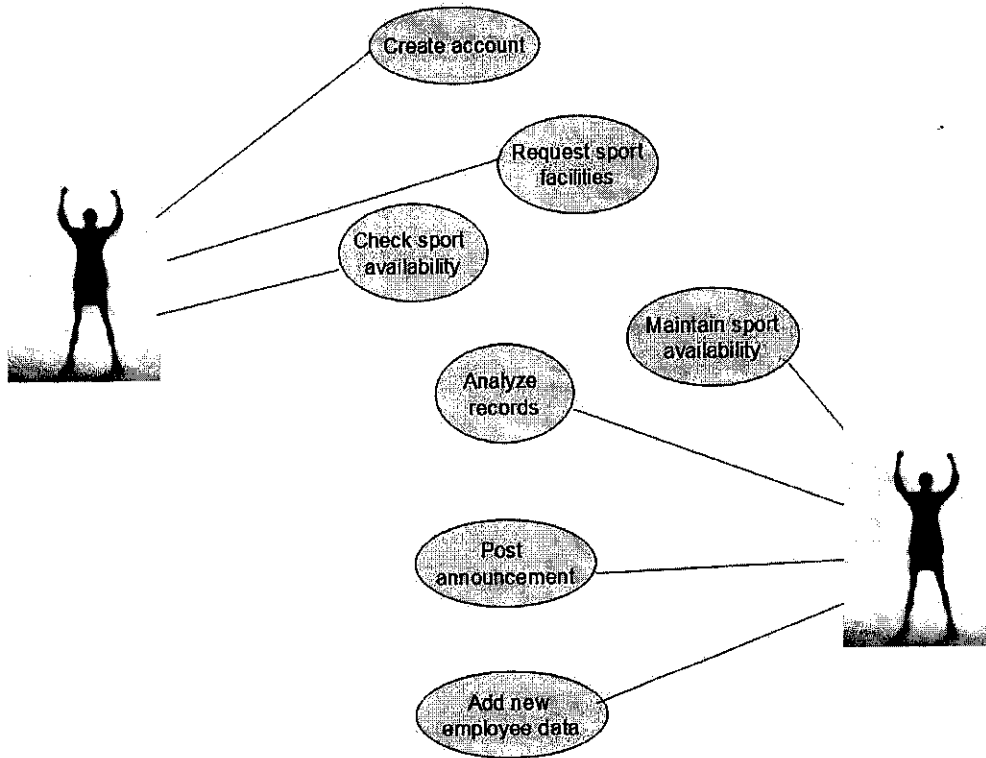 Create account
Request sport
facilities
Check sport
availability
Maintain sport
availability
Analyze
records
Post
announcement
Add new
employee data